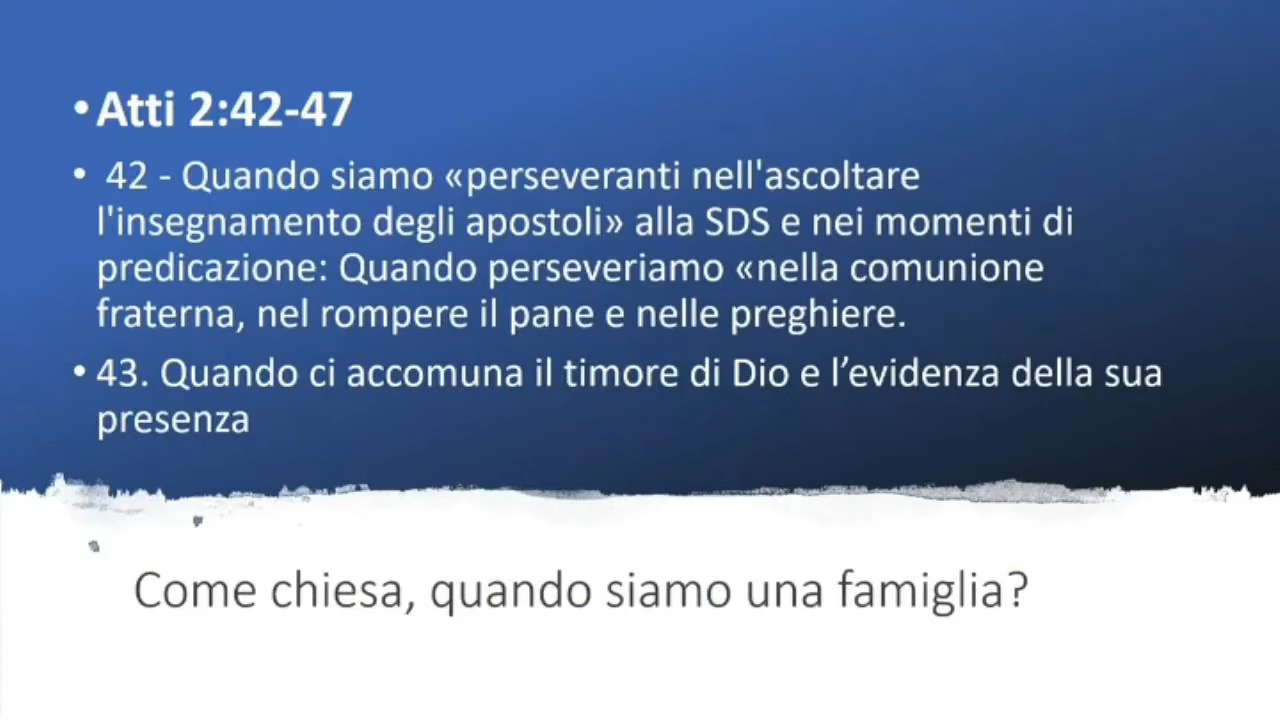 • Atti 2:42-47
• 42 - Quando siamo «perseveranti nell'ascoltare
l'insegnamento degli apostoli» alla SDS e nei momenti di
predicazione: Quando perseveriamo «nella comunione
fraterna, nel rompere il pane e nelle preghiere.
• 43. Quando ci accomuna il timore di Dio e l’evidenza della sua
presenza
Come chiesa, quando siamo una famiglia?